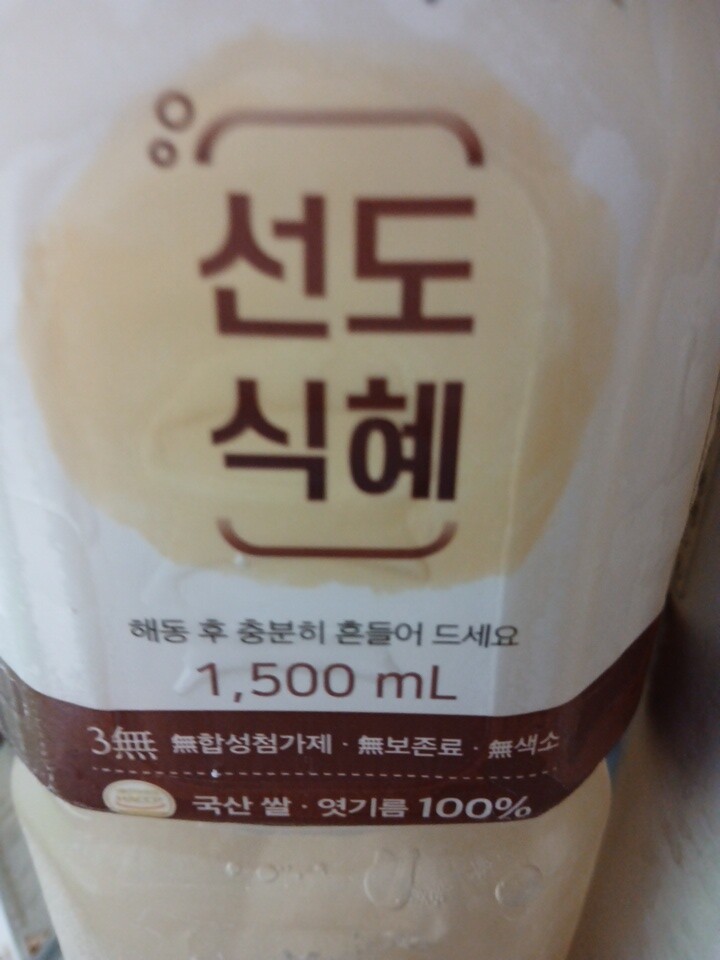 선도
식혜
해동 후 충분히 흔들어 드세요
1,500 mL
3無 無합성첨가제 · 無보존료 · 無색소
HACCP
국산 쌀 · 엿기름 100%